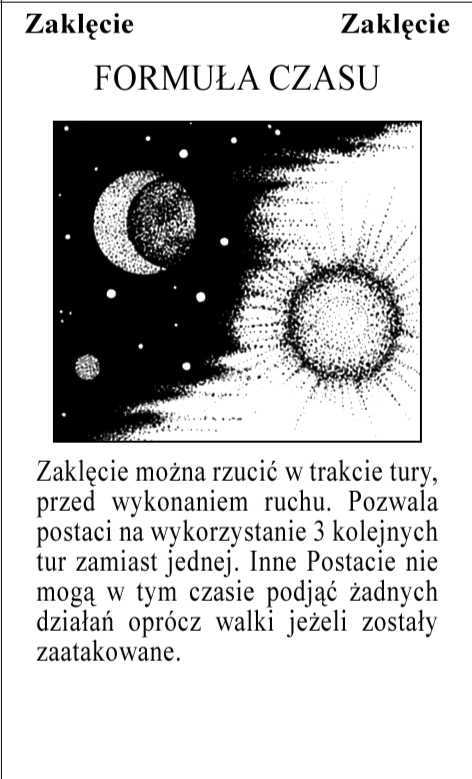 Zaklęcie Zaklęcie
FORMUŁA CZASU
Zaklęcie można rzucić w trakcie tury,
przed wykonaniem ruchu. Pozwala
postaci na wykorzystanie 3 kolejnych
tur zamiast jednej. Inne Postacie nie
mogą w tym czasie podjąć żadnych
działań oprócz walki jeżeli zostały
zaatakowane.